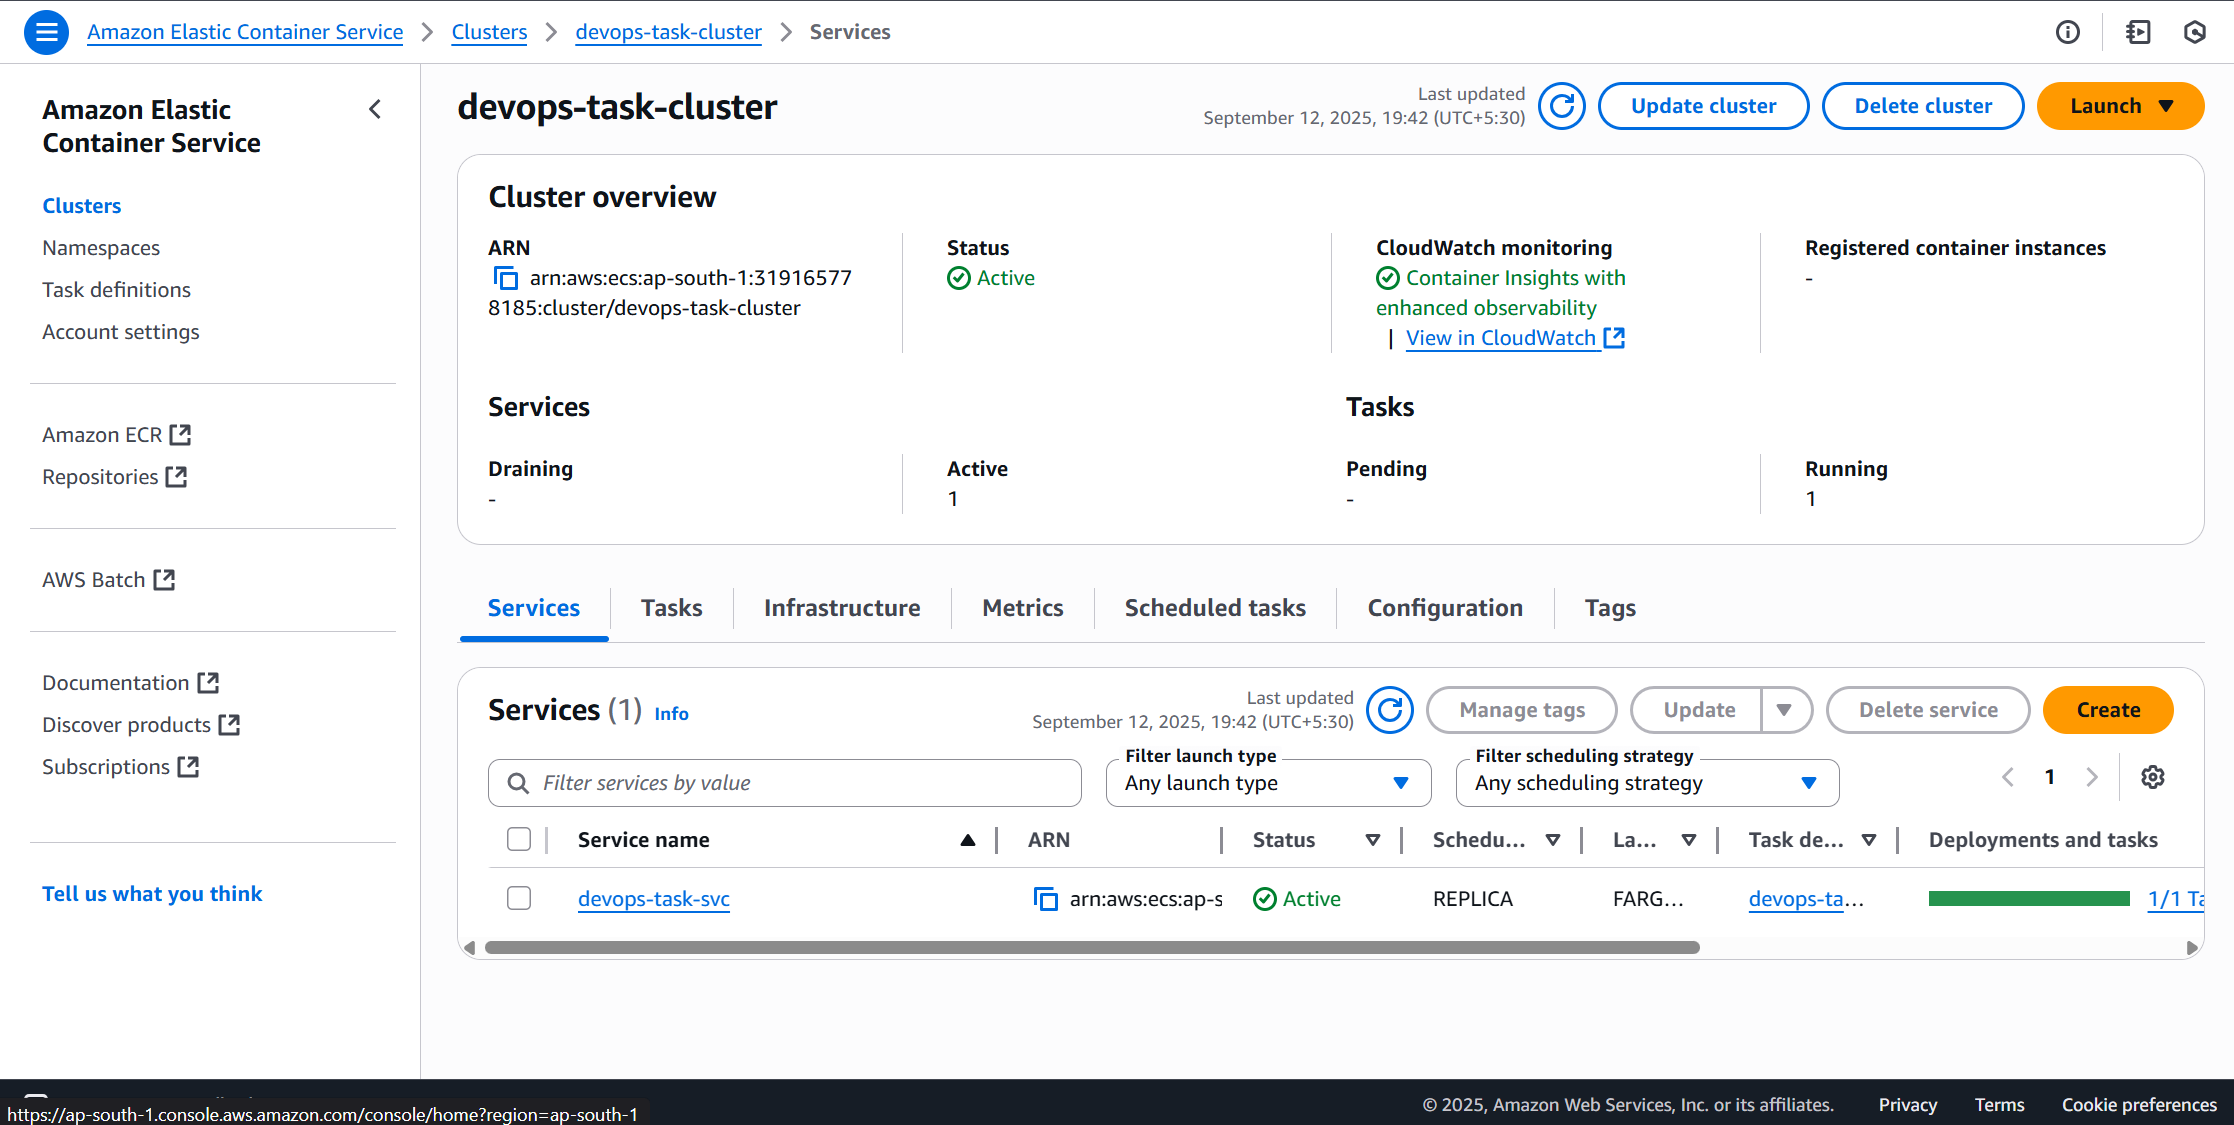 Amazon Elastic Container Service > Clusters > devops-task-cluster > Services
Amazon Elastic
Container Service
Clusters
Namespaces
Task definitions
Account settings
Amazon ECR
Repositories
AWS Batch
Documentation
Discover products
Subscriptions
Tell us what you think
devops-task-cluster
Last updated
September 12, 2025, 19:42 (UTC+5:30)
Update cluster
Delete cluster
Launch
Cluster overview
ARN
arn:aws:ecs:ap-south-1:31916577
8185:cluster/devops-task-cluster
Status
Active
CloudWatch monitoring
Container Insights with
enhanced observability
| View in CloudWatch
Registered container instances
-
Services
Draining
-
Active
1
Tasks
Pending
-
Running
1
Services
Tasks
Infrastructure
Metrics
Scheduled tasks
Configuration
Tags
Services (1) Info
Last updated
September 12, 2025, 19:42 (UTC+5:30)
Manage tags
Update
Delete service
Create
Filter services by value
Filter launch type
Any launch type
Filter scheduling strategy
Any scheduling strategy
1
Service name ARN Status Schedu... La... Task de... Deployments and tasks
devops-task-svc arn:aws:ecs:ap-s Active REPLICA FARG... devops-ta... 1/1 Ta
https://ap-south-1.console.aws.amazon.com/console/home?region=ap-south-1
© 2025, Amazon Web Services, Inc. or its affiliates. Privacy Terms Cookie preferences